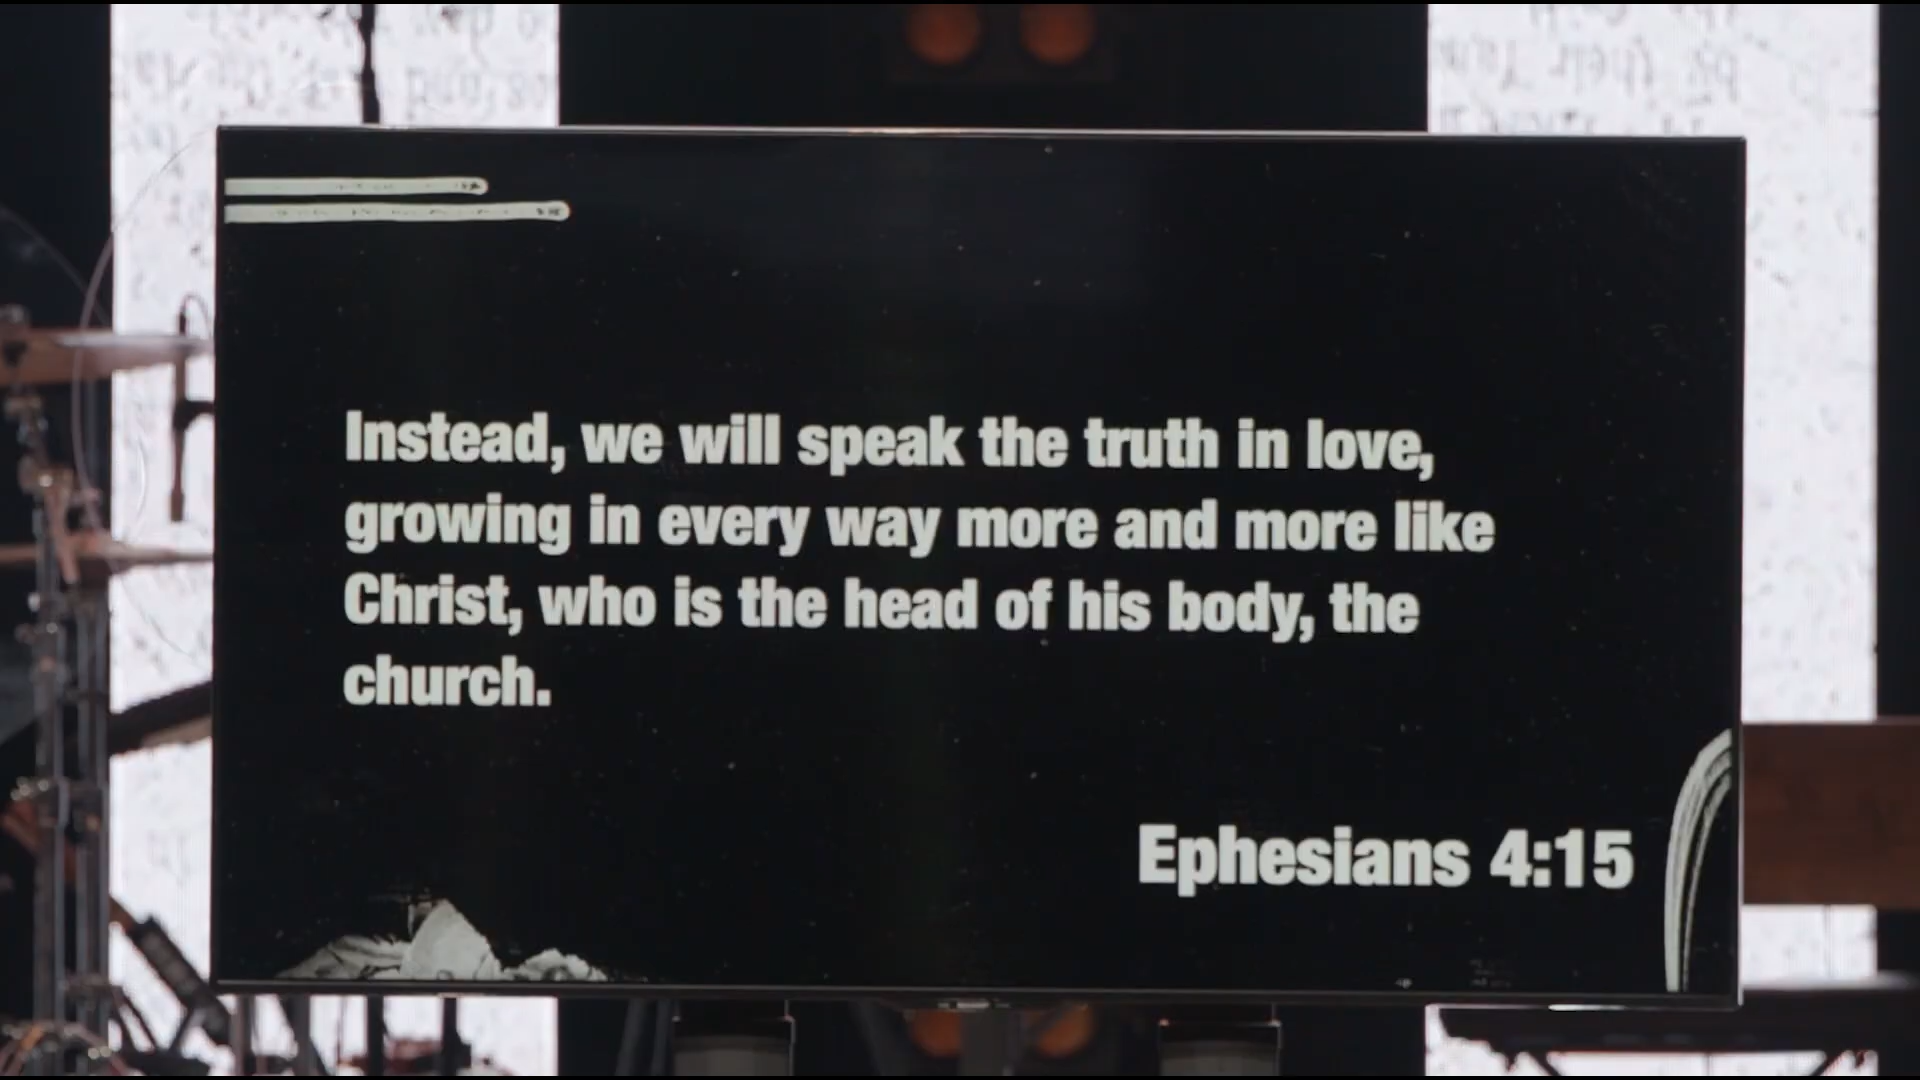 Instead, we will speak the truth in love,
growing in every way more and more like
Christ, who is the head of his body, the
church.
Ephesians 4:15